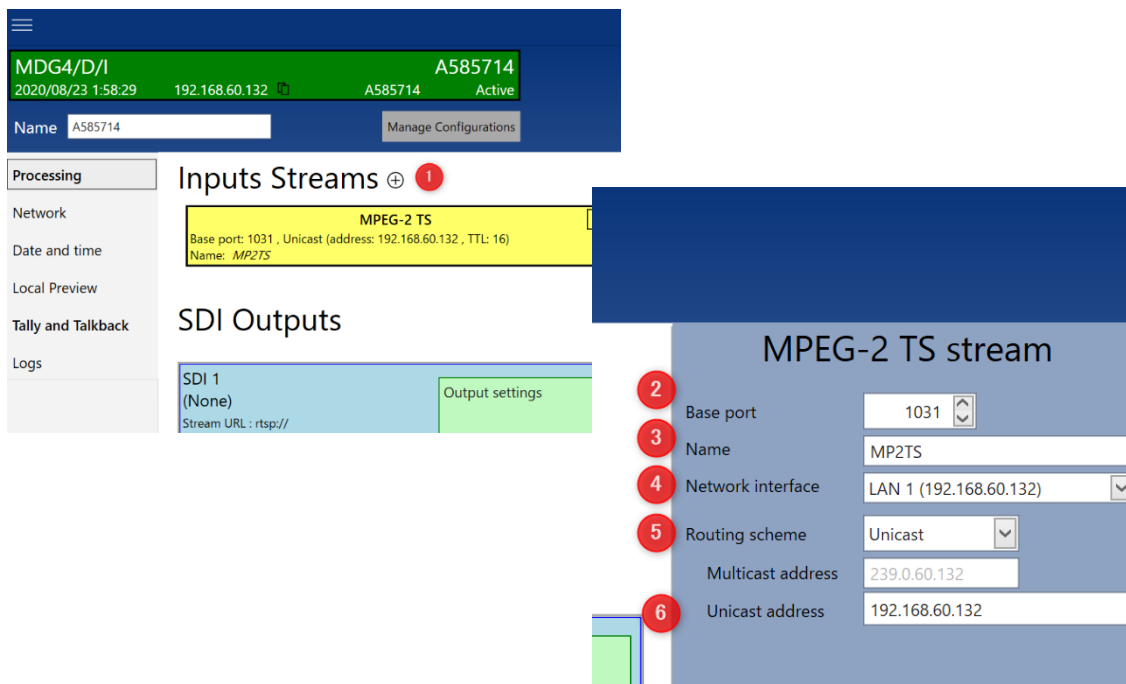 MDG4/D/I A585714
2020/08/23 1:58:29 192.168.60.132 A585714 Active
Name A585714 Manage Configurations
Processing
Network
Date and time
Local Preview
Tally and Talkback
Logs
Inputs Streams 1
MPEG-2 TS
Base port: 1031 , Unicast (address: 192.168.60.132 , TTL: 16)
Name: MP2TS
SDI Outputs
SDI 1
(None)
Stream URL : rtsp://
Output settings
MPEG-2 TS stream
2
Base port 1031
3
Name MP2TS
4 Network interface LAN 1 (192.168.60.132)
5 Routing scheme Unicast
Multicast address 239.0.60.132
6 Unicast address 192.168.60.132